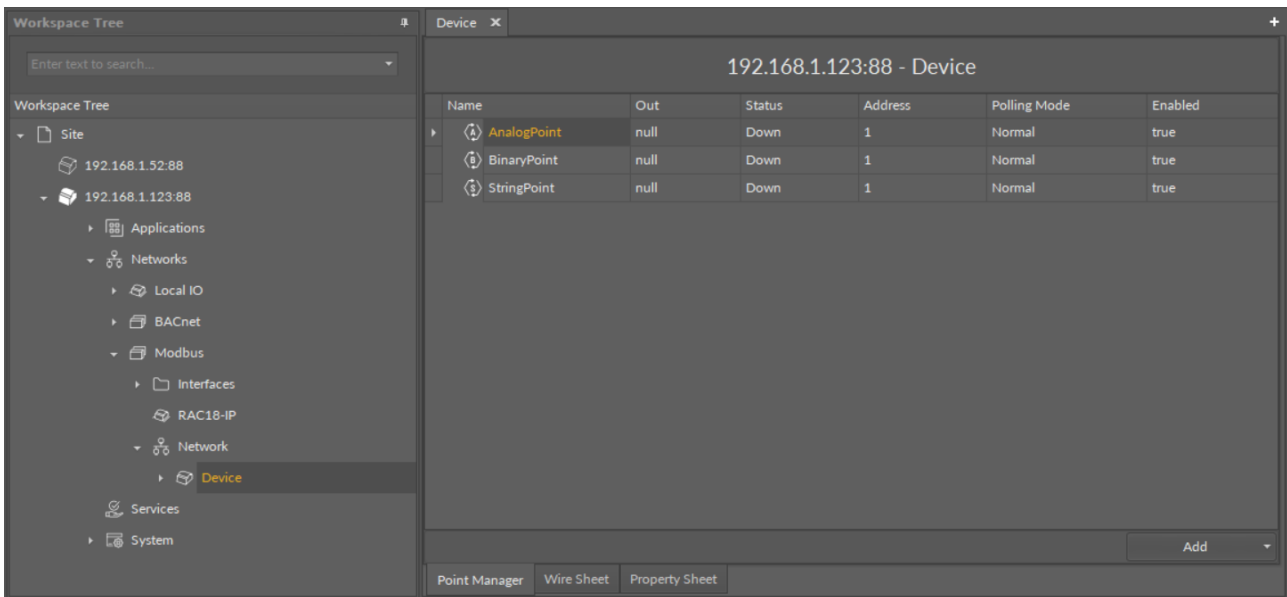 Workspace Tree
Enter text to search...
Workspace Tree
Site
192.168.1.52:88
192.168.1.123:88
Applications
Networks
Local IO
BACnet
Modbus
Interfaces
RAC18-IP
Network
Device
Services
System
Device
192.168.1.123:88 - Device
Name Out Status Address Polling Mode Enabled
A AnalogPoint null Down 1 Normal true
B BinaryPoint null Down 1 Normal true
S StringPoint null Down 1 Normal true
Add
Point Manager Wire Sheet Property Sheet